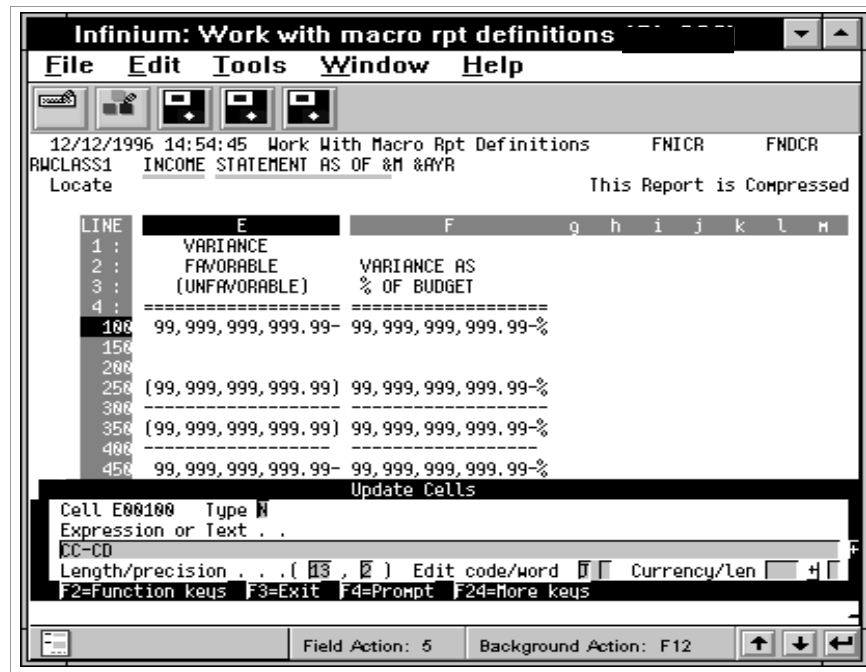 Infinium: Work with macro rpt definitions
File Edit Tools Window Help
12/12/1996 14:54:45 Work With Macro Rpt Definitions FNICR FNDCR
RWCLASS1 INCOME STATEMENT AS OF &M &AYR
Locate This Report is Compressed
LINE E F g h i j k l M
1 : VARIANCE
2 : FAVORABLE VARIANCE AS
3 : (UNFAVORABLE) % OF BUDGET
4 : =================== ===================
100 99,999,999,999.99- 99,999,999,999.99-%
150
200
250 (99,999,999,999.99) 99,999,999,999.99-%
300 ------------------- -------------------
350 (99,999,999,999.99) 99,999,999,999.99-%
400 ------------------ ------------------
450 99,999,999,999.99- 99,999,999,999.99-%
Update Cells
Cell E00100 Type N
Expression or Text . .
CC-CD +
Length/precision . . .( 13 , 2 ) Edit code/word J Currency/len +
F2=Function keys F3=Exit F4=Prompt F24=More keys
Field Action: 5 Background Action: F12